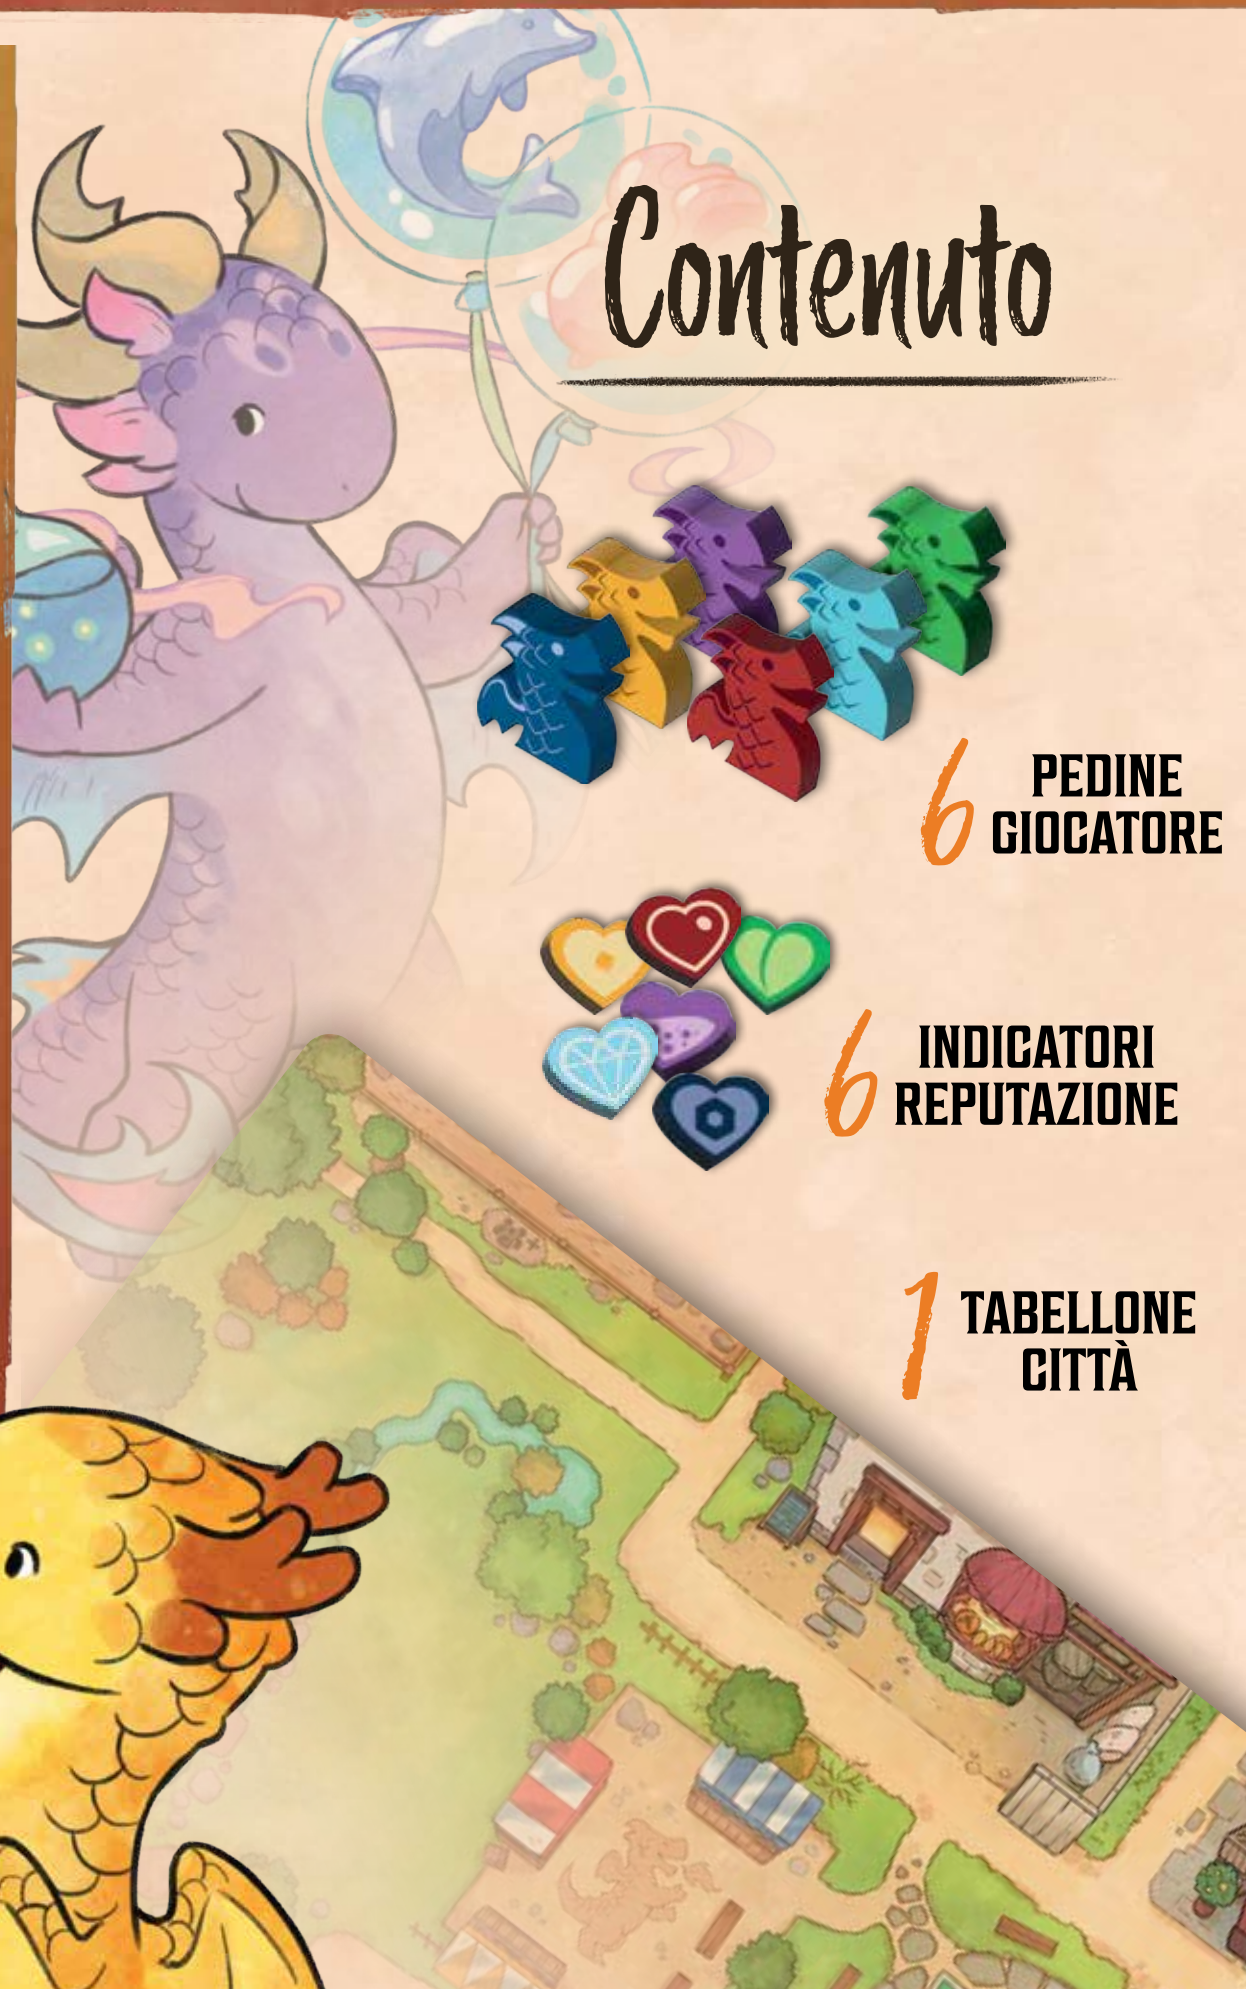 Contenuto
6 PEDINE
GIOCATORE
6 INDICATORI
REPUTAZIONE
1 TABELLONE
CITTÀ